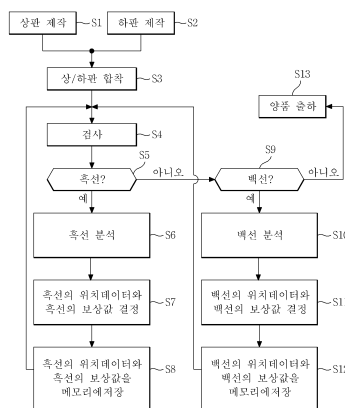 상판 제작
S1
하판 제작
S2
상/하판 합착
S3
S13
양품 출하
검사
S4
S5
흑선?
아니오
S9
백선?
아니오
예
예
흑선 분석
S6
백선 분석
S10
흑선의 위치데이터와
흑선의 보상값 결정
S7
백선의 위치데이터와
백선의 보상값 결정
S11
흑선의 위치데이터와
흑선의 보상값을
메모리에저장
S8
백선의 위치데이터와
백선의 보상값을
메모리에저장
S12